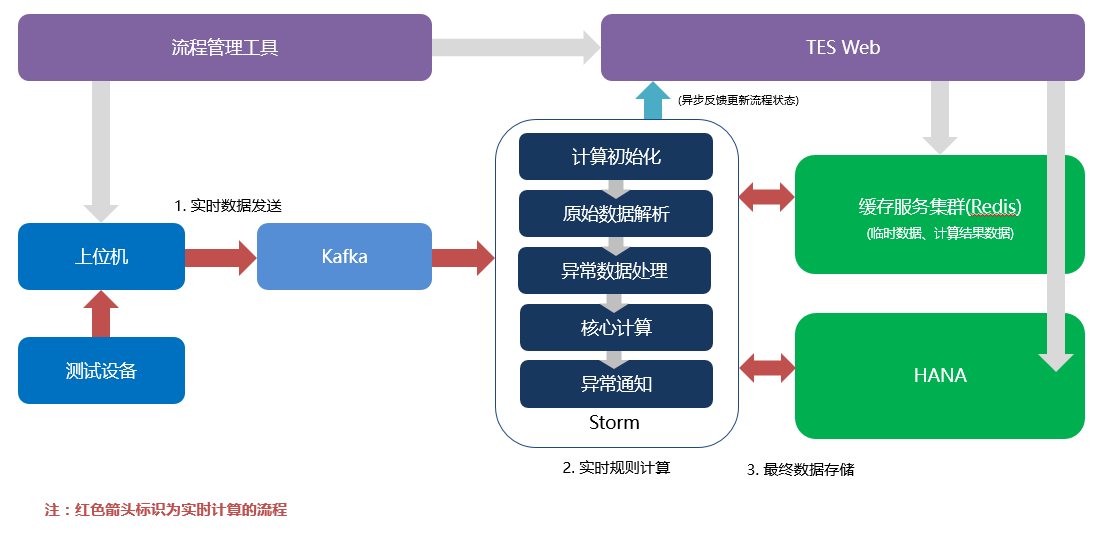 流程管理工具
TES Web
(异步反馈更新流程状态)
计算初始化
原始数据解析
缓存服务集群(Redis)
(临时数据、计算结果数据)
1. 实时数据发送
上位机
Kafka
异常数据处理
核心计算
测试设备
HANA
异常通知
Storm
2. 实时规则计算
3. 最终数据存储
注：红色箭头标识为实时计算的流程